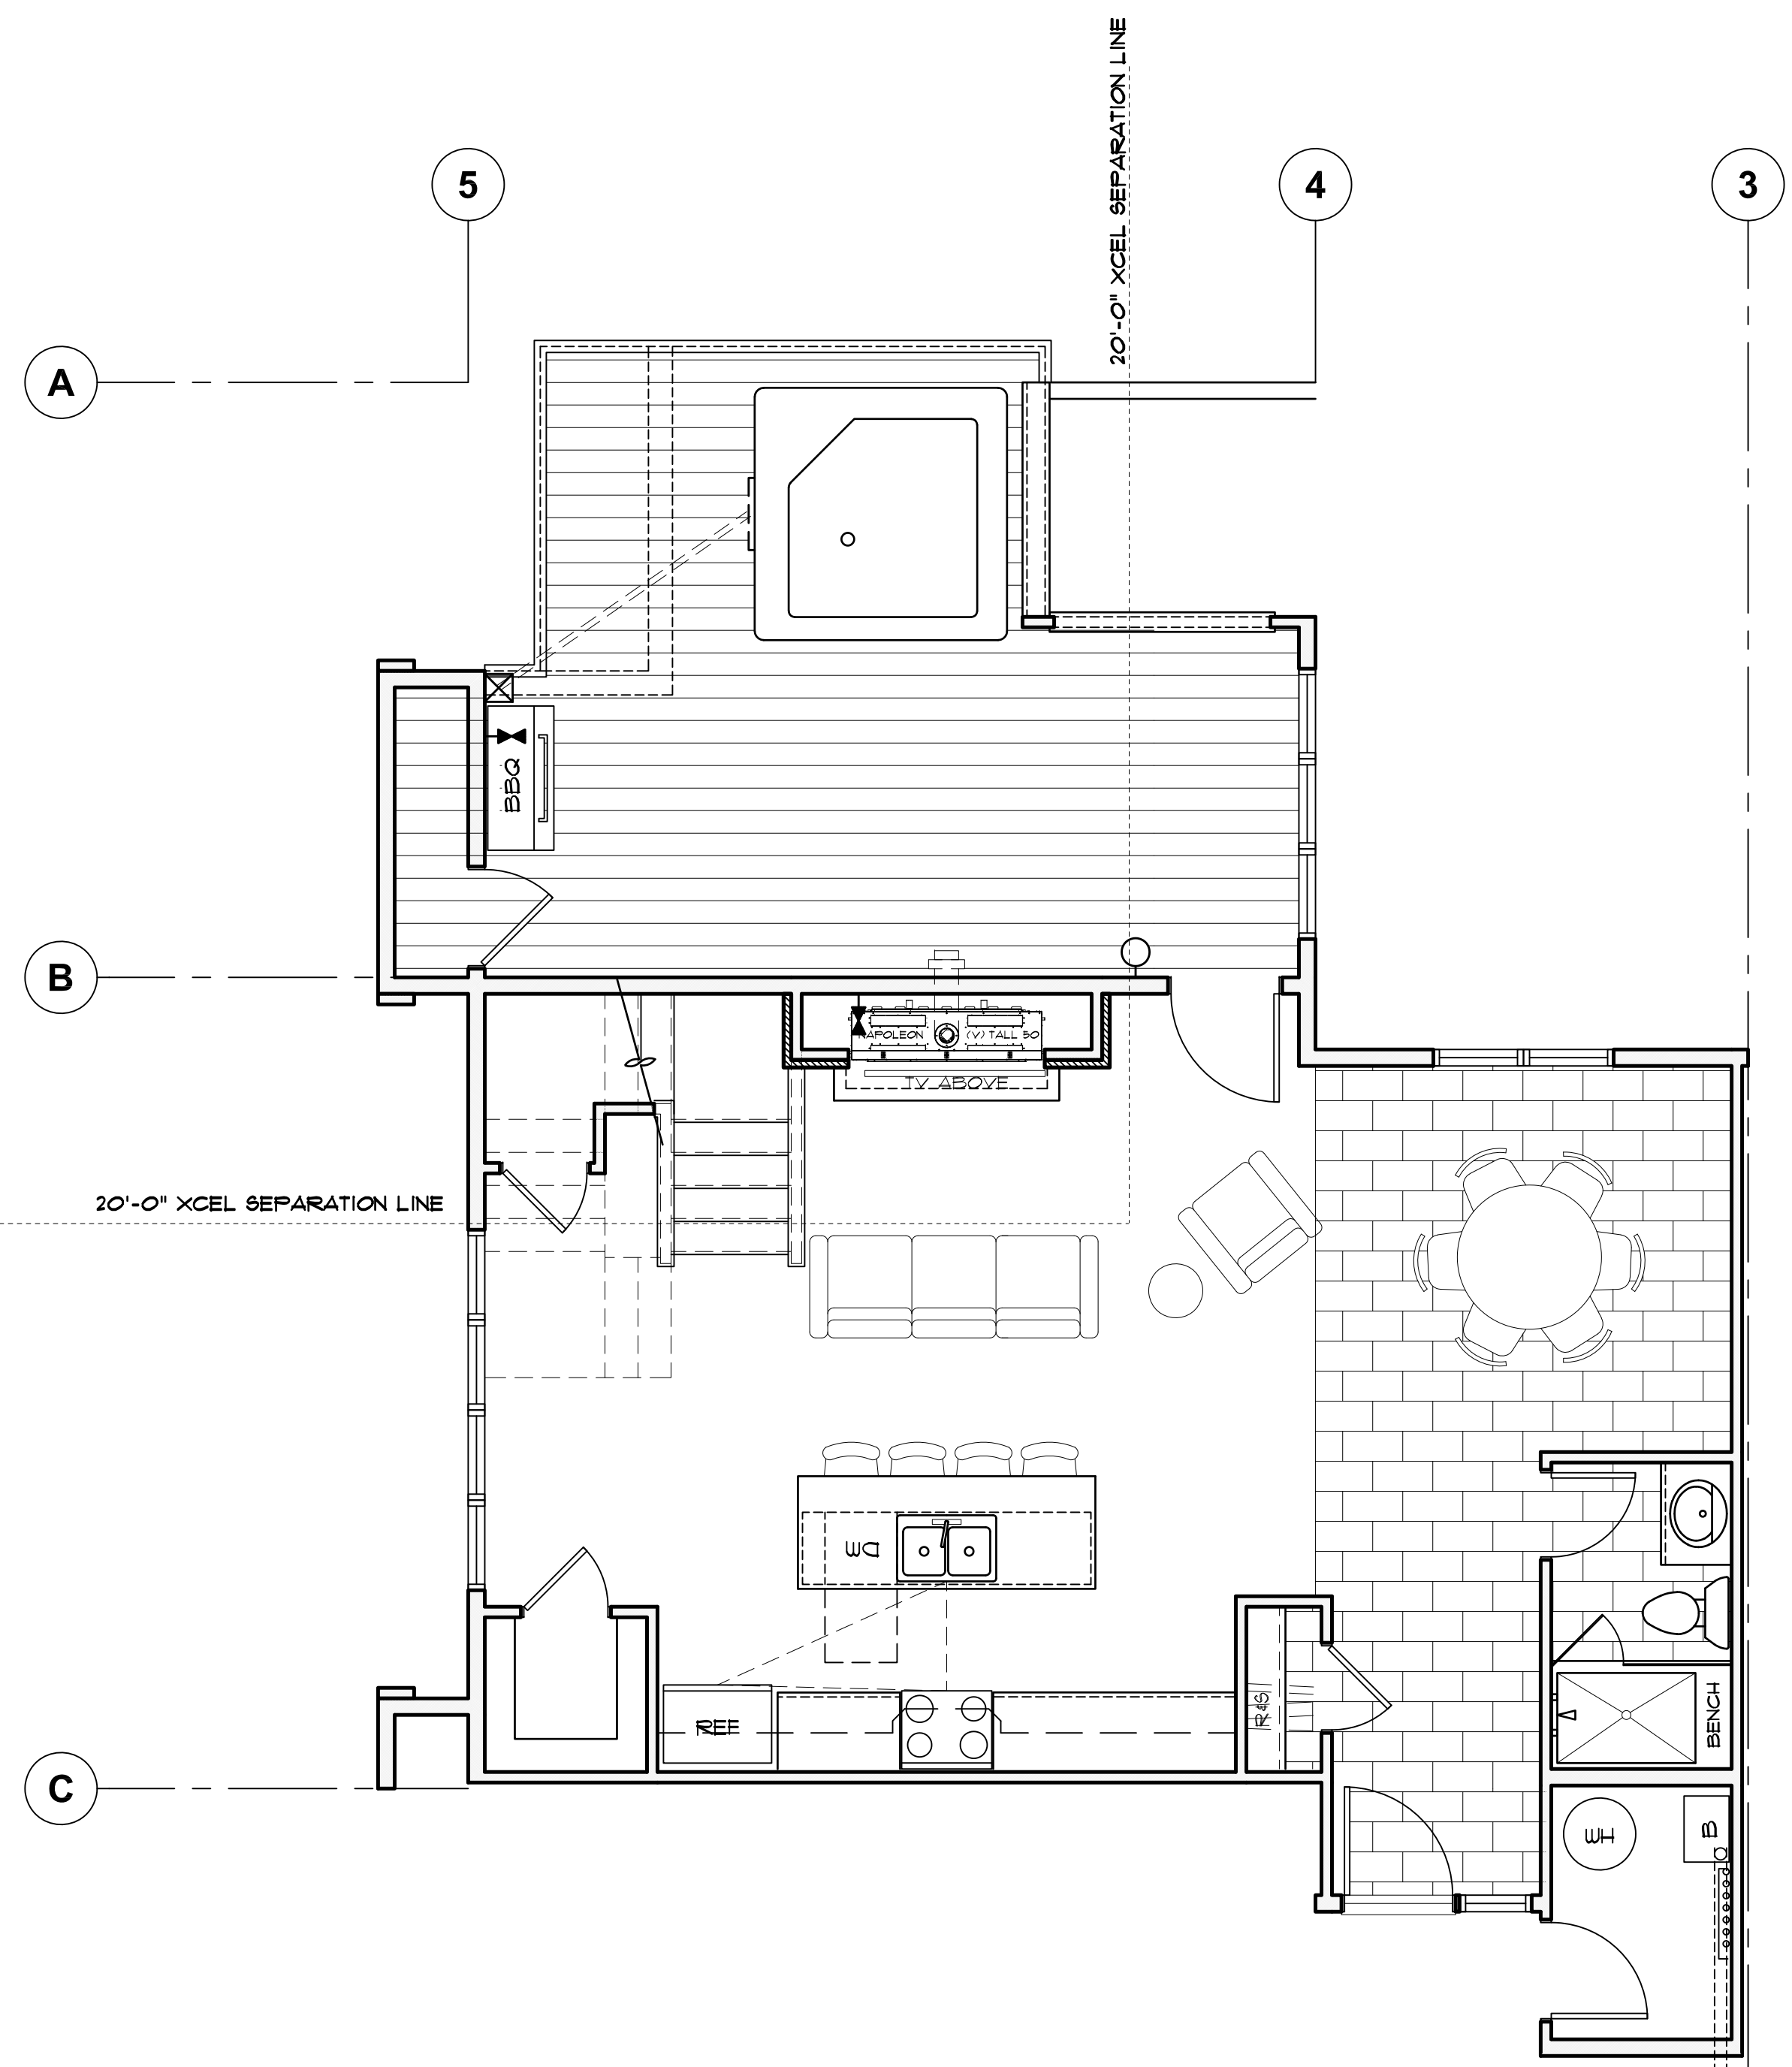 20'-0" XCEL SEPARATION LINE
5
4
3
A
BBQ
B
NAPOLEON (V) TALL 50
TV ABOVE
20'-0" XCEL SEPARATION LINE
DW
REF
R&S
BENCH
C
WH
B